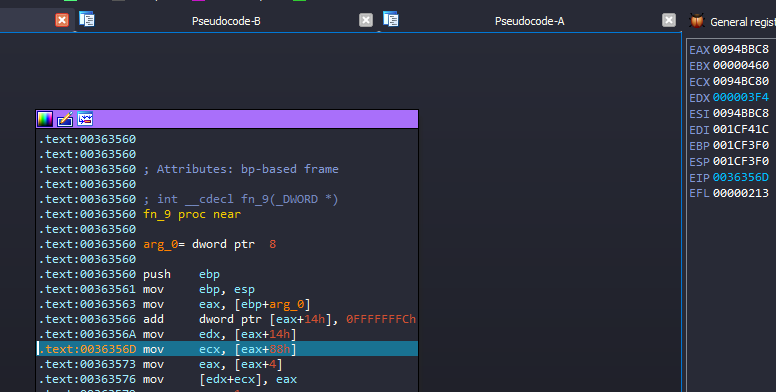 Pseudocode-B
Pseudocode-A
General regist
.text:00363560
.text:00363560
.text:00363560 ; Attributes: bp-based frame
.text:00363560
.text:00363560 ; int __cdecl fn_9(_DWORD *)
.text:00363560 fn_9 proc near
.text:00363560
.text:00363560 arg_0= dword ptr  8
.text:00363560
.text:00363560 push    ebp
.text:00363561 mov     ebp, esp
.text:00363563 mov     eax, [ebp+arg_0]
.text:00363566 add     dword ptr [eax+14h], 0FFFFFFFCh
.text:0036356A mov     edx, [eax+14h]
.text:0036356D mov     ecx, [eax+88h]
.text:00363573 mov     eax, [eax+4]
.text:00363576 mov     [edx+ecx], eax
EAX 0094BBC8
EBX 00000460
ECX 0094BC80
EDX 000003F4
ESI 0094BBC8
EDI 001CF41C
EBP 001CF3F0
ESP 001CF3F0
EIP 0036356D
EFL 00000213